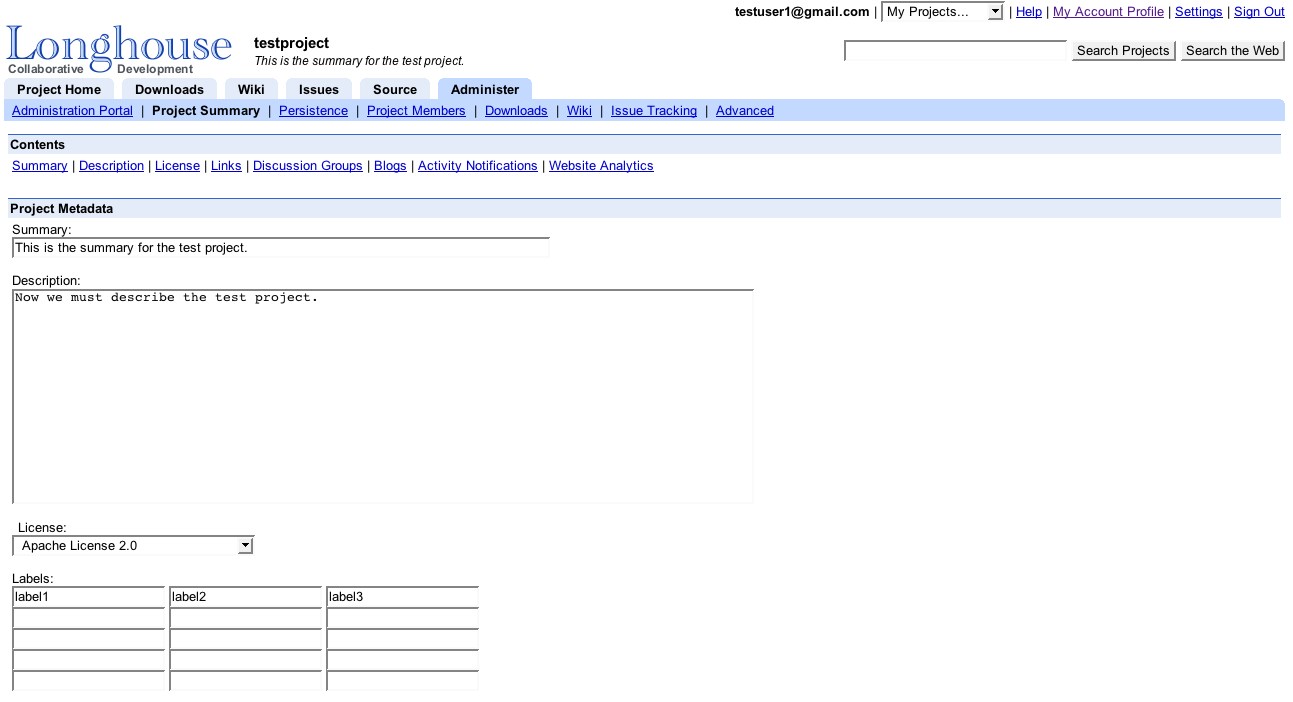 testuser1@gmail.com | My Projects... | Help | My Account Profile | Settings | Sign Out
Longhouse
Collaborative Development
testproject
This is the summary for the test project.
Search Projects Search the Web
Project Home Downloads Wiki Issues Source Administer
Administration Portal | Project Summary | Persistence | Project Members | Downloads | Wiki | Issue Tracking | Advanced
Contents
Summary | Description | License | Links | Discussion Groups | Blogs | Activity Notifications | Website Analytics
Project Metadata
Summary:
This is the summary for the test project.
Description:
Now we must describe the test project.
License:
Apache License 2.0
Labels:
label1 label2 label3